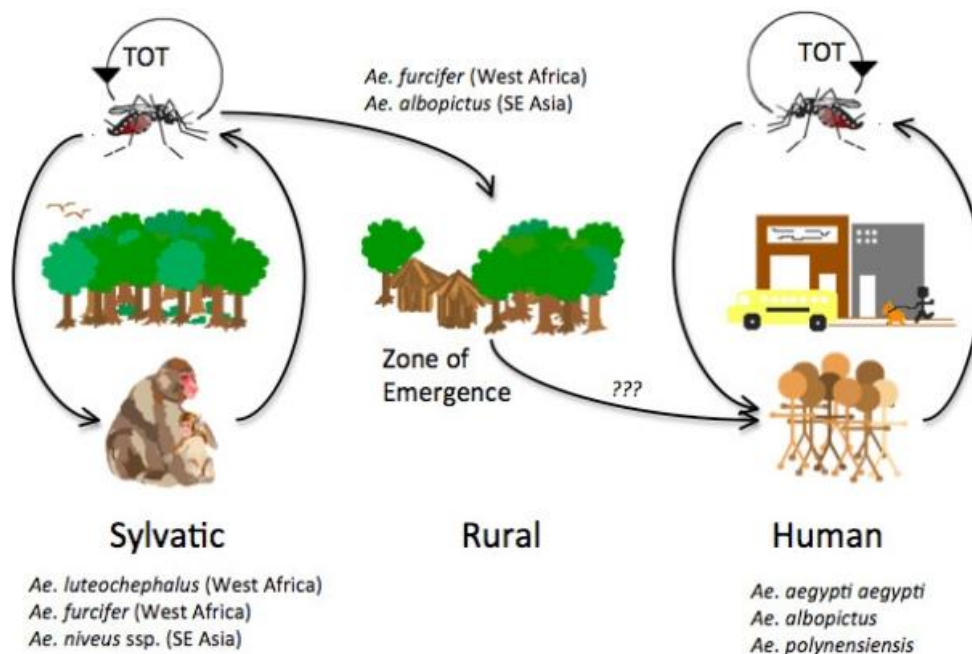 TOT
TOT
Ae. furcifer (West Africa)
Ae. albopictus (SE Asia)
Zone of
Emergence
???
Sylvatic
Rural
Human
Ae. luteochephalus (West Africa)
Ae. furcifer (West Africa)
Ae. niveus ssp. (SE Asia)
Ae. aegypti aegypti
Ae. albopictus
Ae. polynensiensis